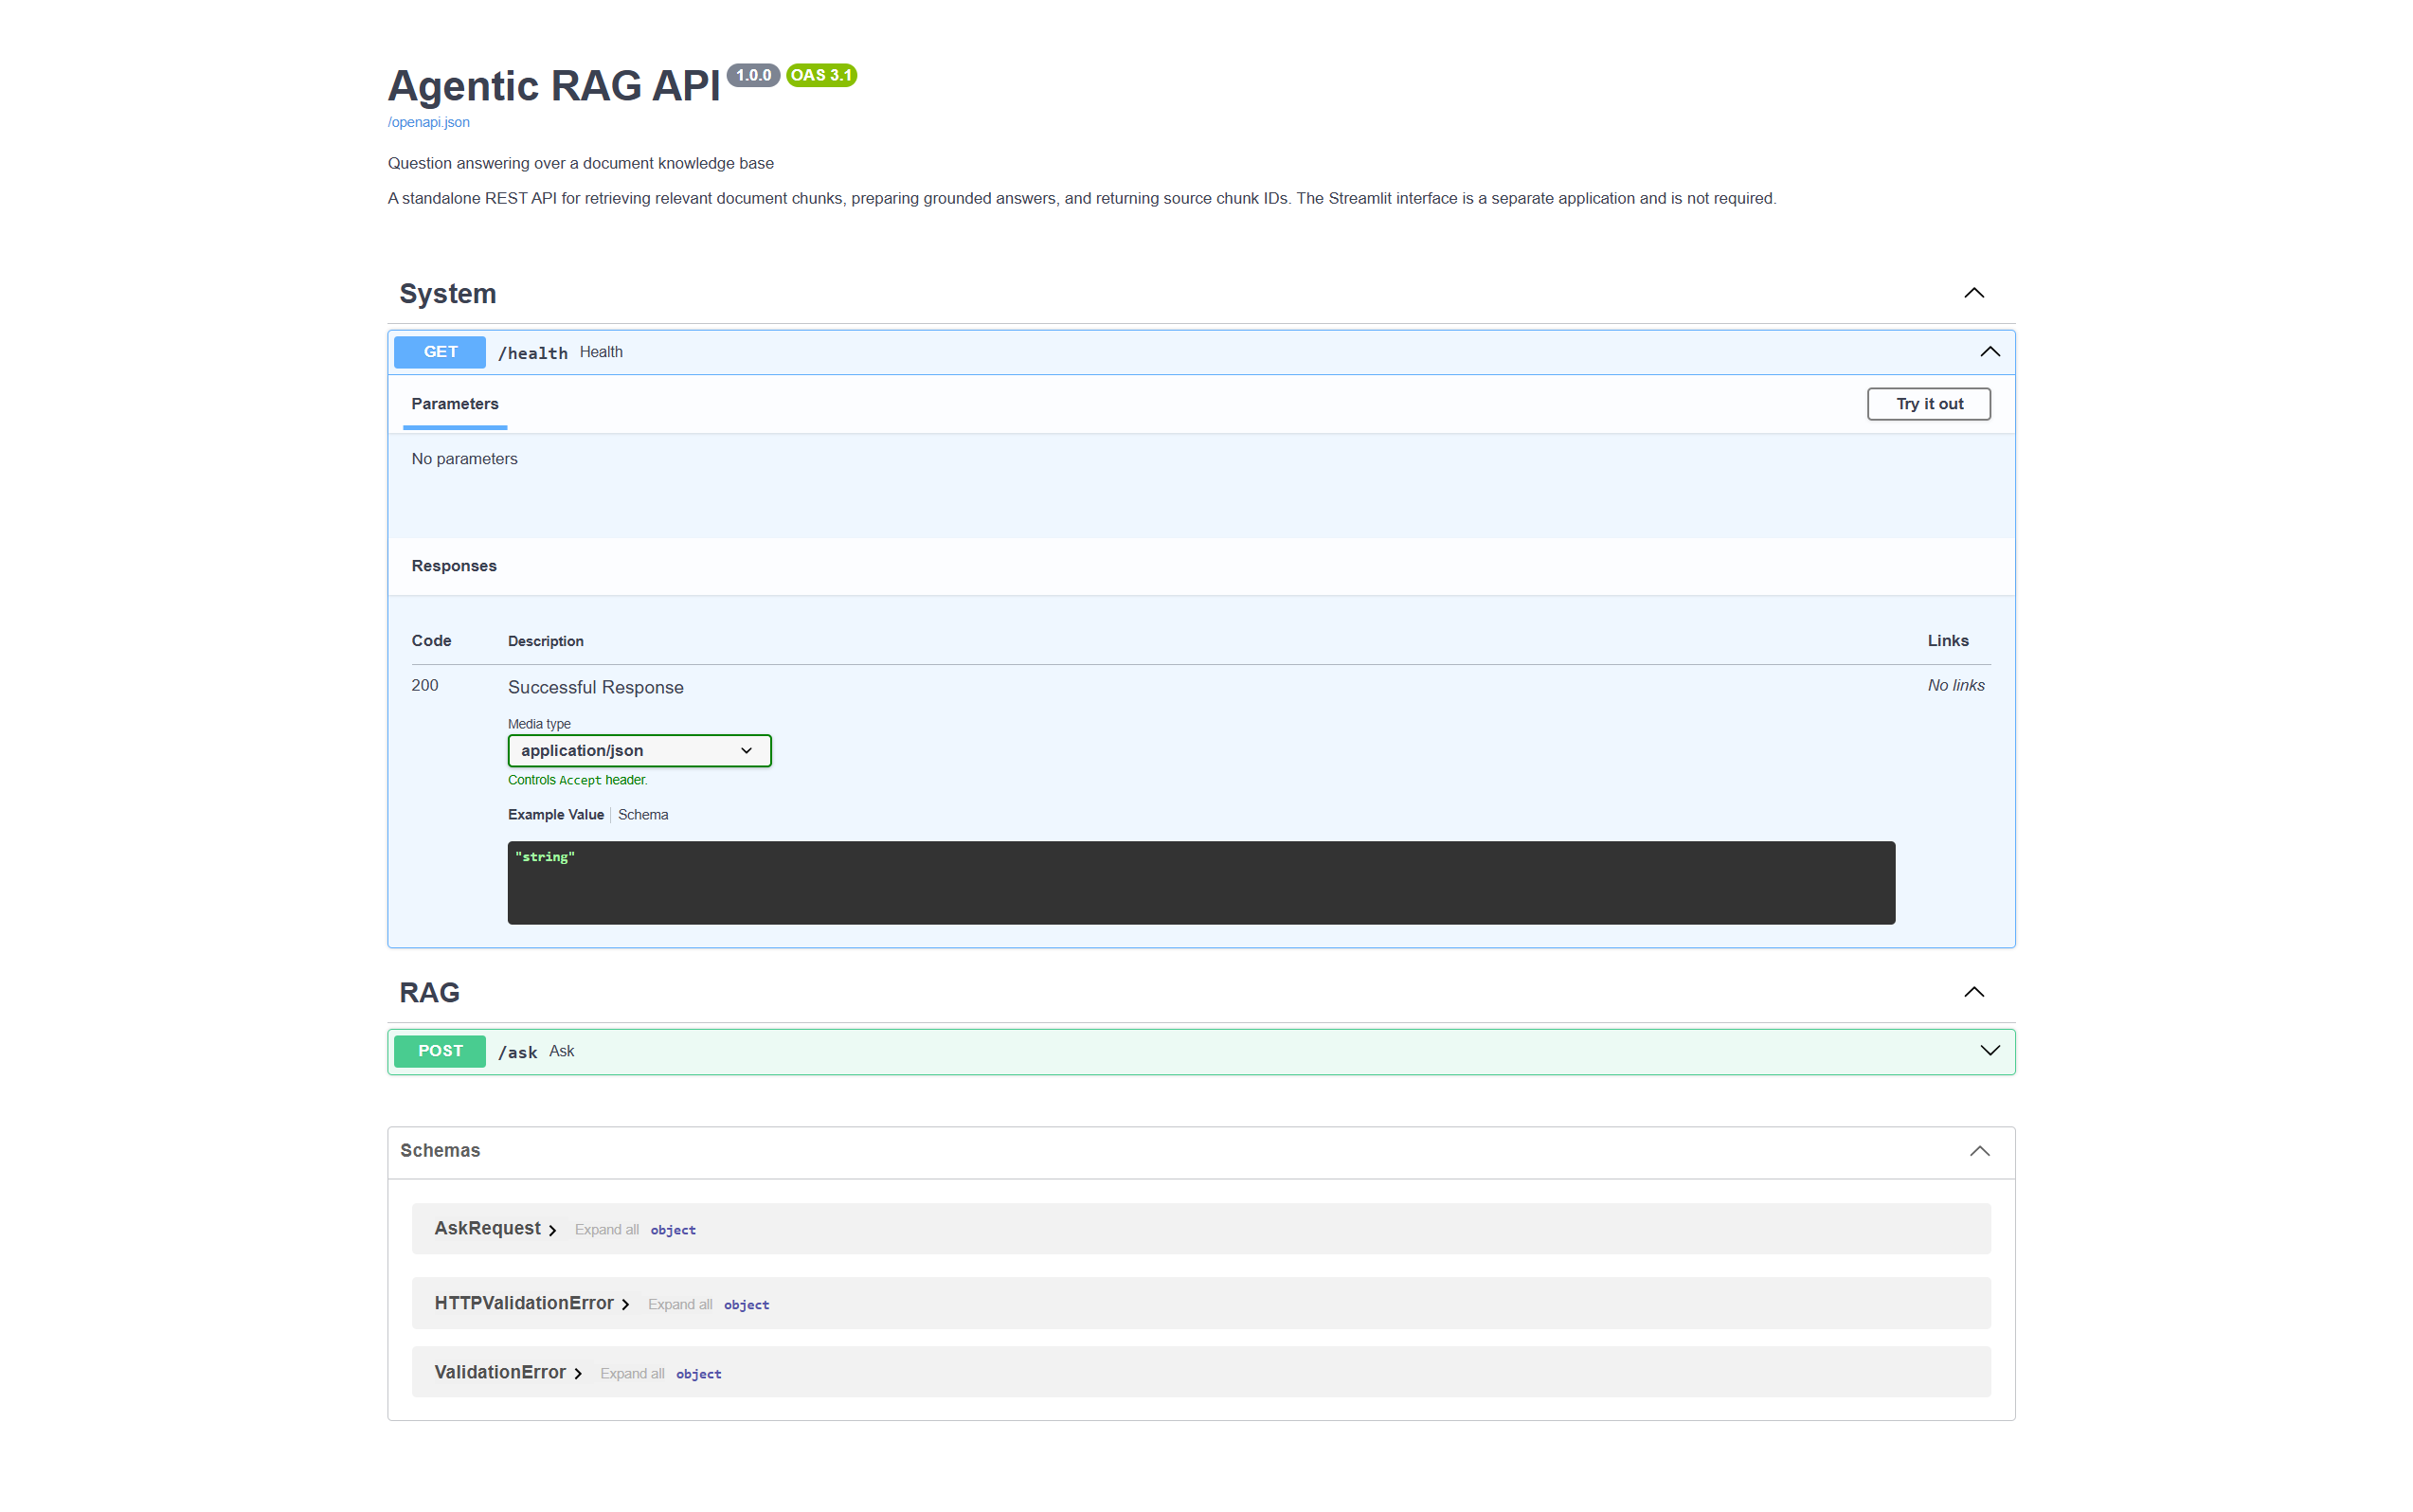 Agentic RAG API 1.0.0 OAS 3.1
/openapi.json
Question answering over a document knowledge base
A standalone REST API for retrieving relevant document chunks, preparing grounded answers, and returning source chunk IDs. The Streamlit interface is a separate application and is not required.
System
GET /health Health
Parameters Try it out
No parameters
Responses
Code Description Links
200 Successful Response No links
Media type
application/json
Controls Accept header.
Example Value Schema
"string"
RAG
POST /ask Ask
Schemas
AskRequest Expand all object
HTTPValidationError Expand all object
ValidationError Expand all object